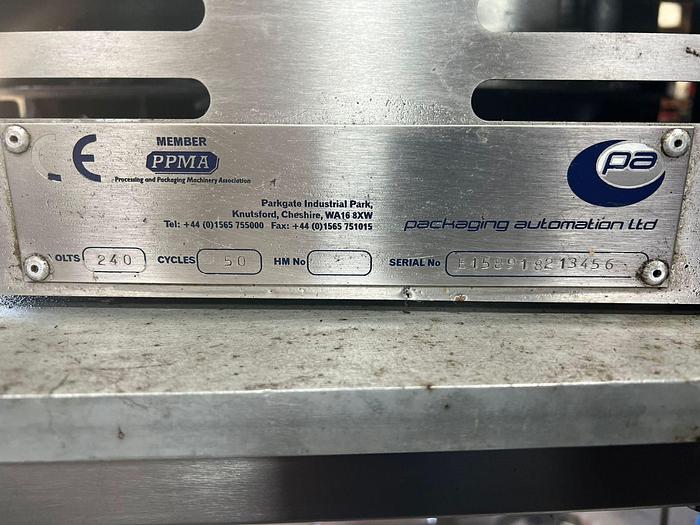 CE
MEMBER
PPMA
Processing and Packaging Machinery Association
pa
Parkgate Industrial Park,
Knutsford, Cheshire, WA16 8XW
Tel: +44 (0)1565 755000 Fax: +44 (0)1565 751015
packaging automation ltd
OLTS 240 CYCLES 50 HM No SERIAL No